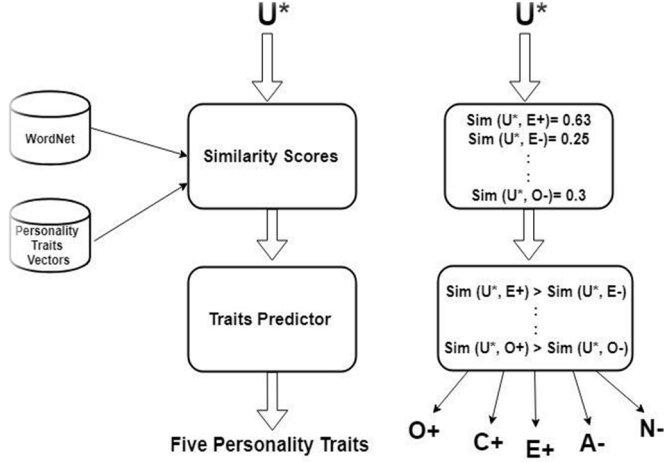 U*
WordNet
Similarity Scores
Personality
Traits
Vectors
Traits Predictor
Five Personality Traits
U*
Sim (U*, E+)= 0.63
Sim (U*, E-)= 0.25
:
:
Sim (U*, O-)= 0.3
Sim (U*, E+) > Sim (U*, E-)
:
:
Sim (U*, O+) > Sim (U*, O-)
O+ C+ E+ A- N-